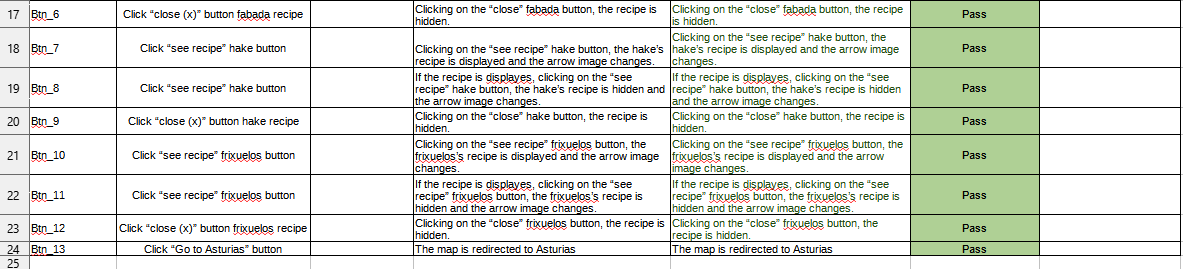 17 Btn_6 Click “close (x)” button fabada recipe Clicking on the “close” fabada button, the recipe is Clicking on the “close” fabada button, the recipe Pass
hidden. is hidden.
18 Btn_7 Click “see recipe” hake button Clicking on the “see recipe” hake button, the hake’s Clicking on the “see recipe” hake button, the Pass
recipe is displayed and the arrow image changes. hake’s recipe is displayed and the arrow image
changes.
19 Btn_8 Click “see recipe” hake button If the recipe is displayes, clicking on the “see If the recipe is displayes, clicking on the “see Pass
recipe” hake button, the hake’s recipe is hidden and recipe” hake button, the hake’s recipe is hidden
the arrow image changes. and the arrow image changes.
20 Btn_9 Click “close (x)” button hake recipe Clicking on the “close” hake button, the recipe is Clicking on the “close” hake button, the recipe is Pass
hidden. hidden.
21 Btn_10 Click “see recipe” frixuelos button Clicking on the “see recipe” frixuelos button, the Clicking on the “see recipe” frixuelos button, the Pass
frixuelos’s recipe is displayed and the arrow image frixuelos’s recipe is displayed and the arrow
changes. image changes.
22 Btn_11 Click “see recipe” frixuelos button If the recipe is displayes, clicking on the “see If the recipe is displayes, clicking on the “see Pass
recipe” frixuelos button, the frixuelos’s recipe is recipe” frixuelos button, the frixuelos’s recipe is
hidden and the arrow image changes. hidden and the arrow image changes.
23 Btn_12 Click “close (x)” button frixuelos recipe Clicking on the “close” frixuelos button, the recipe is Clicking on the “close” frixuelos button, the Pass
hidden. recipe is hidden.
24 Btn_13 Click “Go to Asturias” button The map is redirected to Asturias The map is redirected to Asturias Pass
25